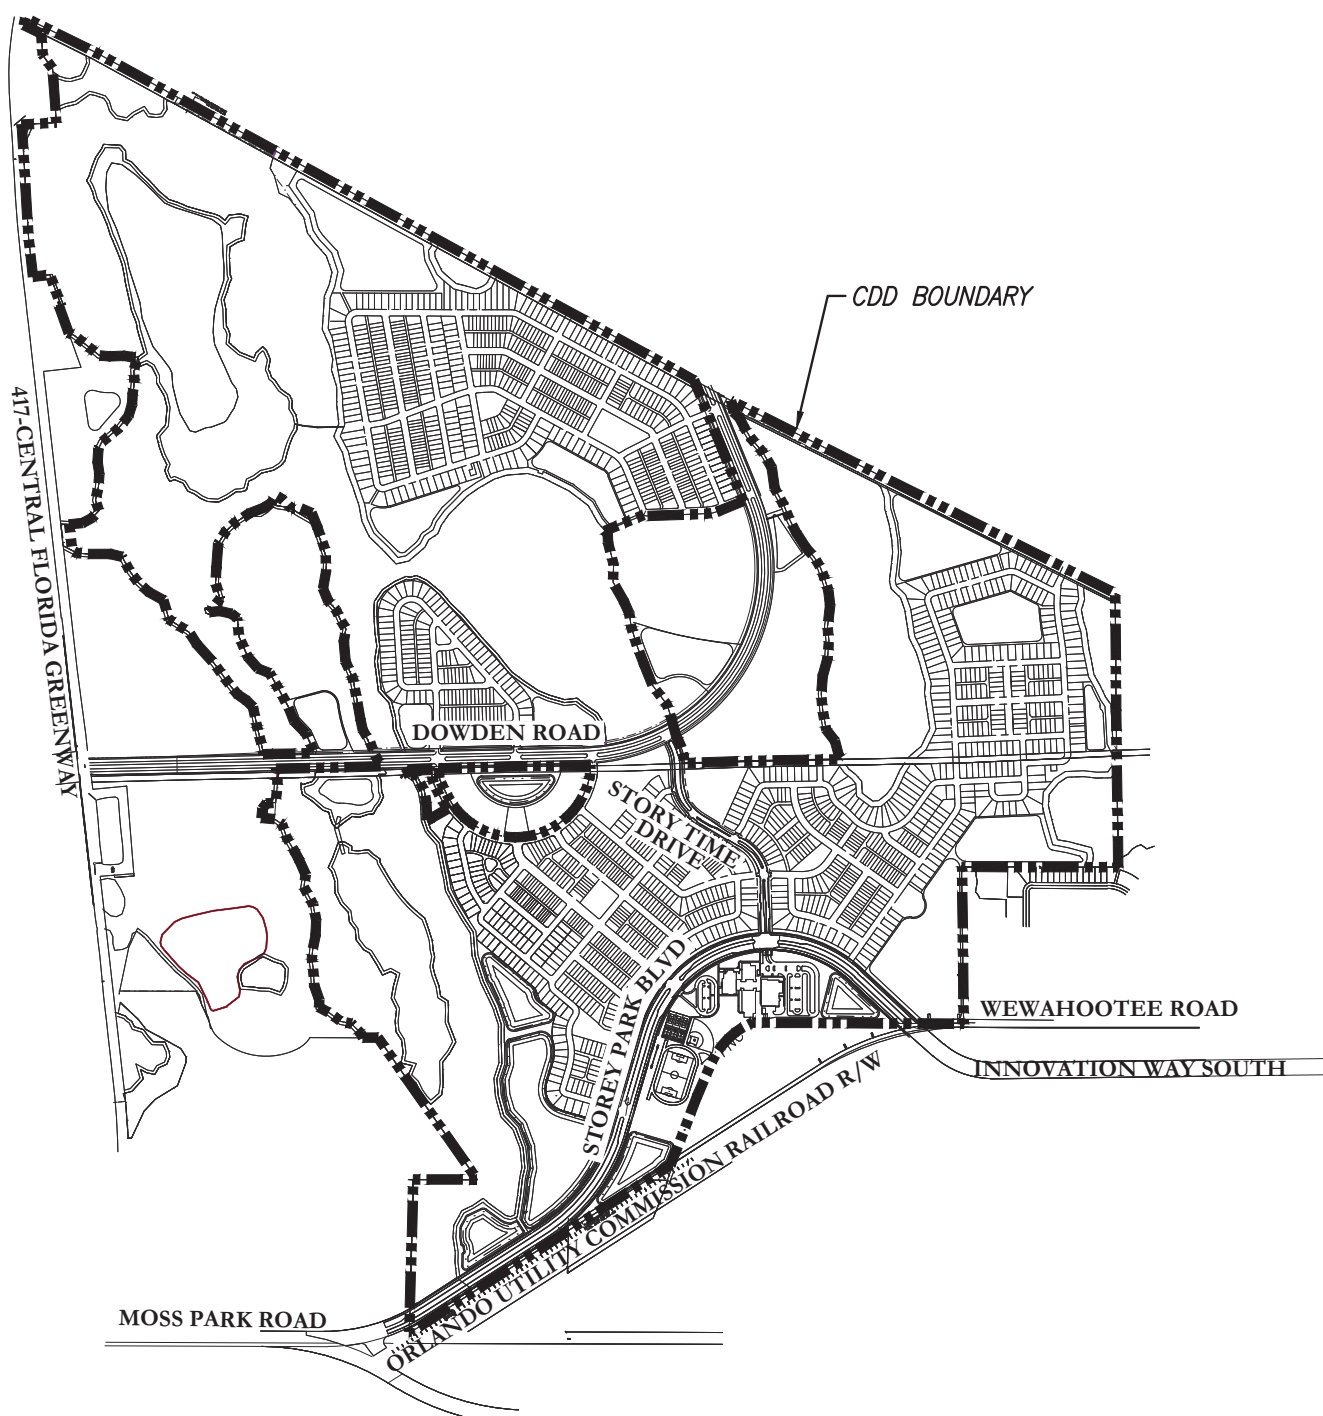 CDD BOUNDARY
417-CENTRAL FLORIDA GREENWAY
DOWDEN ROAD
STORY TIME
DRIVE
STOREY PARK BLVD
WEWAHOOTEE ROAD
INNOVATION WAY SOUTH
ORLANDO UTILITY COMMISSION RAILROAD R/W
MOSS PARK ROAD